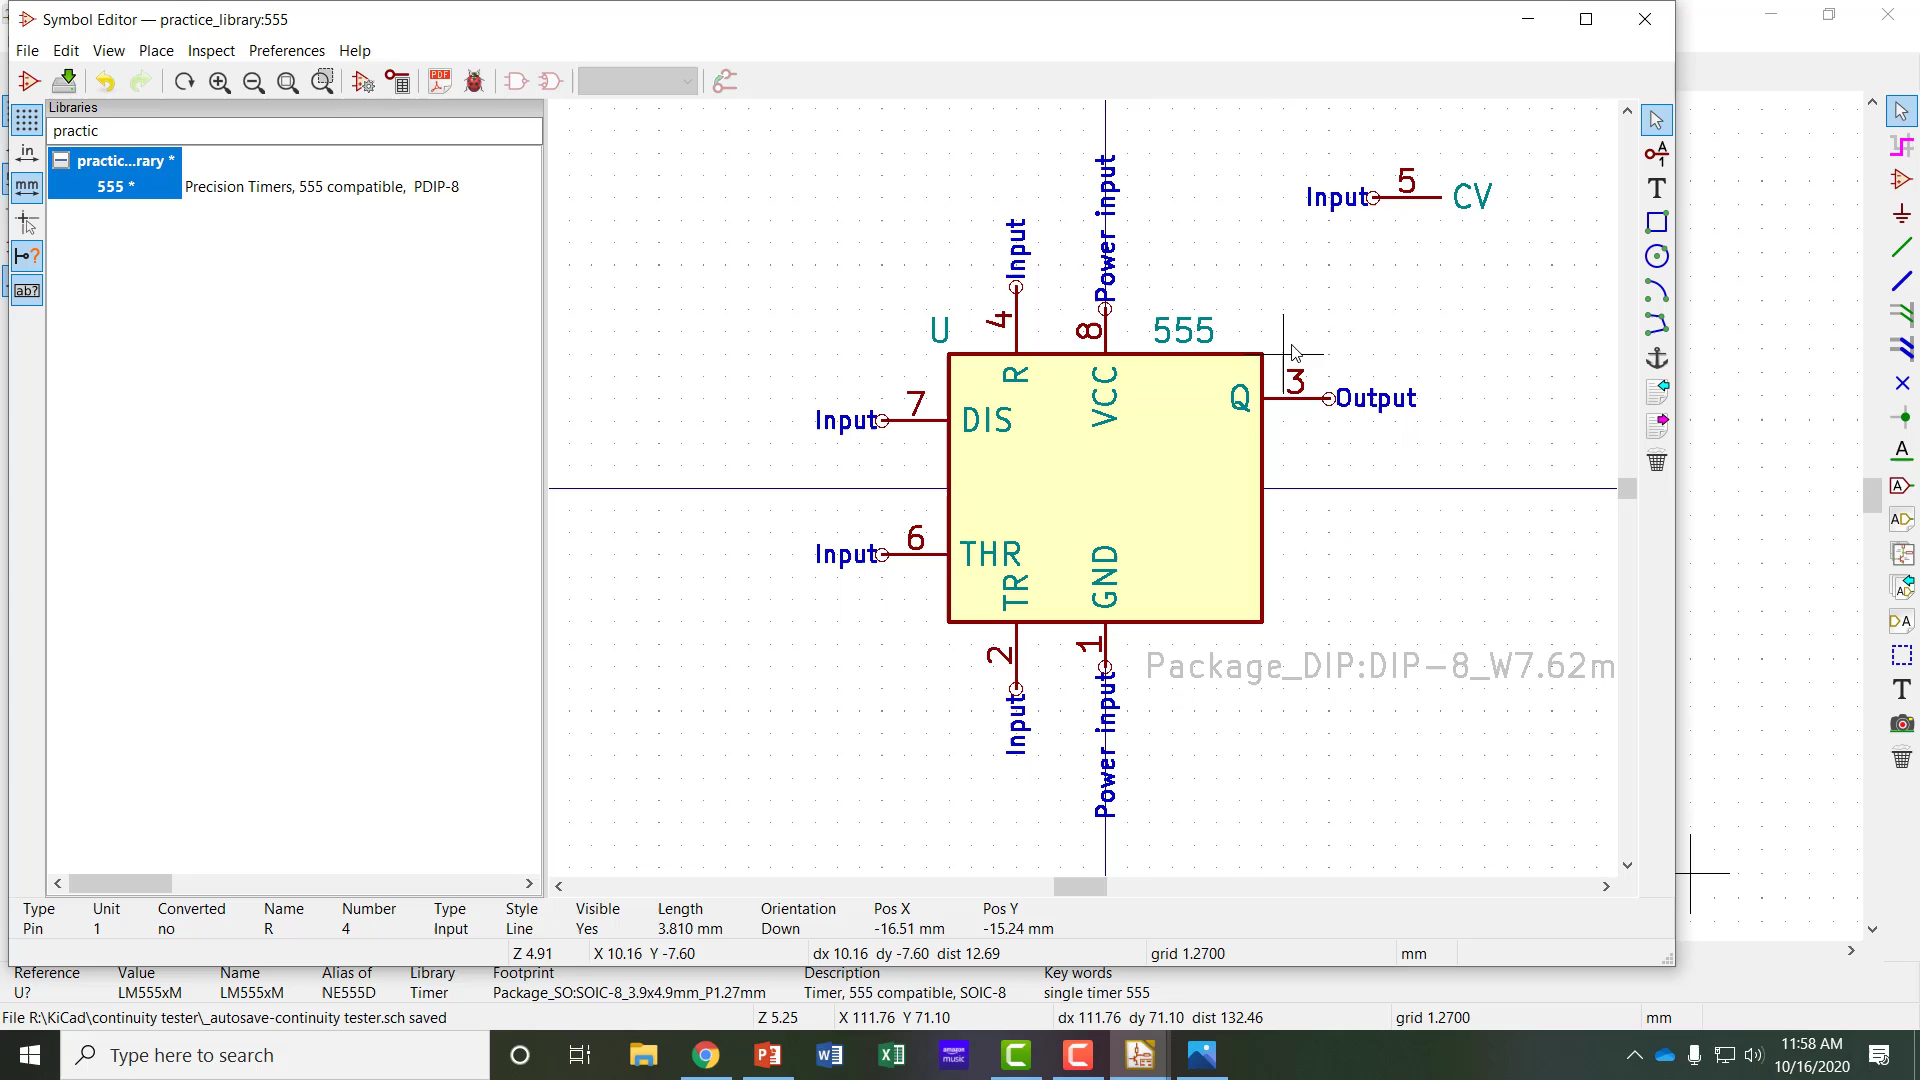 Symbol Editor — practice_library:555
File Edit View Place Inspect Preferences Help
PDF
Libraries
practic
in
practic...rary *
mm
555 * Precision Timers, 555 compatible, PDIP-8
ab?
Input 5 CV
Power input
Input
4
8
U 555
R
VCC
3
Q Output
Input 7 DIS
Input 6 THR
TR
GND
2
1
Package_DIP:DIP-8_W7.62m
Input
Power input
A
1
T
A
A
AD
AD
DA
T
Type Unit Converted Name Number Type Style Visible Length Orientation Pos X Pos Y
Pin 1 no R 4 Input Line Yes 3.810 mm Down -16.51 mm -15.24 mm
Z 4.91 X 10.16 Y -7.60 dx 10.16 dy -7.60 dist 12.69 grid 1.2700 mm
Reference Value Name Alias of Library Footprint Description Key words
U? LM555xM LM555xM NE555D Timer Package_SO:SOIC-8_3.9x4.9mm_P1.27mm Timer, 555 compatible, SOIC-8 single timer 555
File R:\KiCad\continuity tester\_autosave-continuity tester.sch saved Z 5.25 X 111.76 Y 71.10 dx 111.76 dy 71.10 dist 132.46 grid 1.2700 mm
Type here to search
amazon music
11:58 AM
10/16/2020